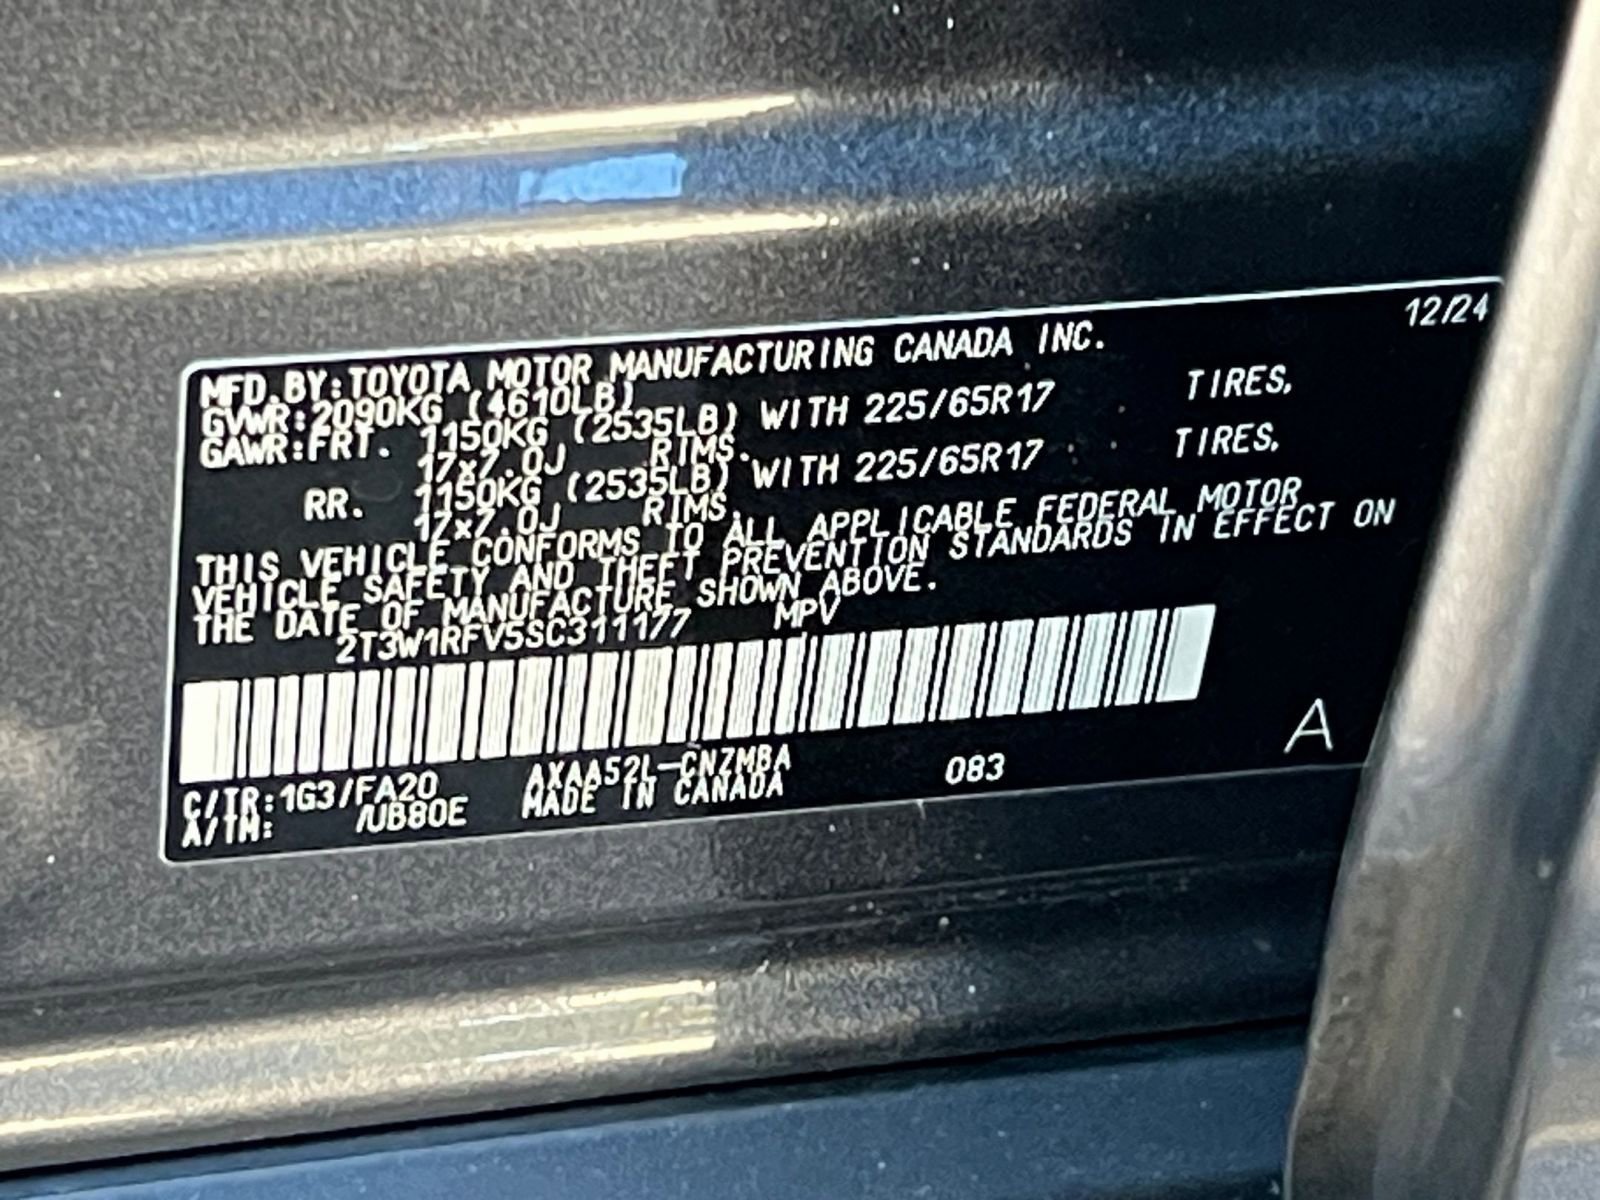 12/24
MFD.BY:TOYOTA MOTOR MANUFACTURING CANADA INC.
GVWR:2090KG (4610LB)
GAWR:FRT. 1150KG (2535LB) WITH 225/65R17 TIRES,
17x7.0J RIMS.
RR. 1150KG (2535LB) WITH 225/65R17 TIRES,
17x7.0J RIMS.
THIS VEHICLE CONFORMS TO ALL APPLICABLE FEDERAL MOTOR
VEHICLE SAFETY AND THEFT PREVENTION STANDARDS IN EFFECT ON
THE DATE OF MANUFACTURE SHOWN ABOVE.
2T3W1RFV5SC311177 MPV
A
C/TR:1G3/FA20 AXAA52L-CNZMBA 083
A/TM: /UB80E MADE IN CANADA